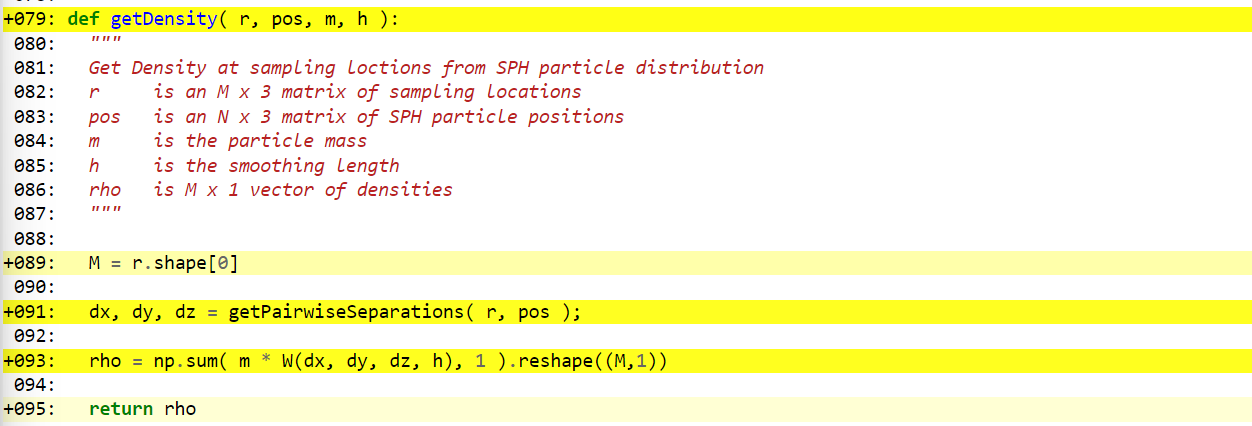 +079: def getDensity( r, pos, m, h ):
 080:   """
 081:   Get Density at sampling loctions from SPH particle distribution
 082:   r     is an M x 3 matrix of sampling locations
 083:   pos   is an N x 3 matrix of SPH particle positions
 084:   m     is the particle mass
 085:   h     is the smoothing length
 086:   rho   is M x 1 vector of densities
 087:   """
 088:
+089:   M = r.shape[0]
 090:
+091:   dx, dy, dz = getPairwiseSeparations( r, pos );
 092:
+093:   rho = np.sum( m * W(dx, dy, dz, h), 1 ).reshape((M,1))
 094:
+095:   return rho